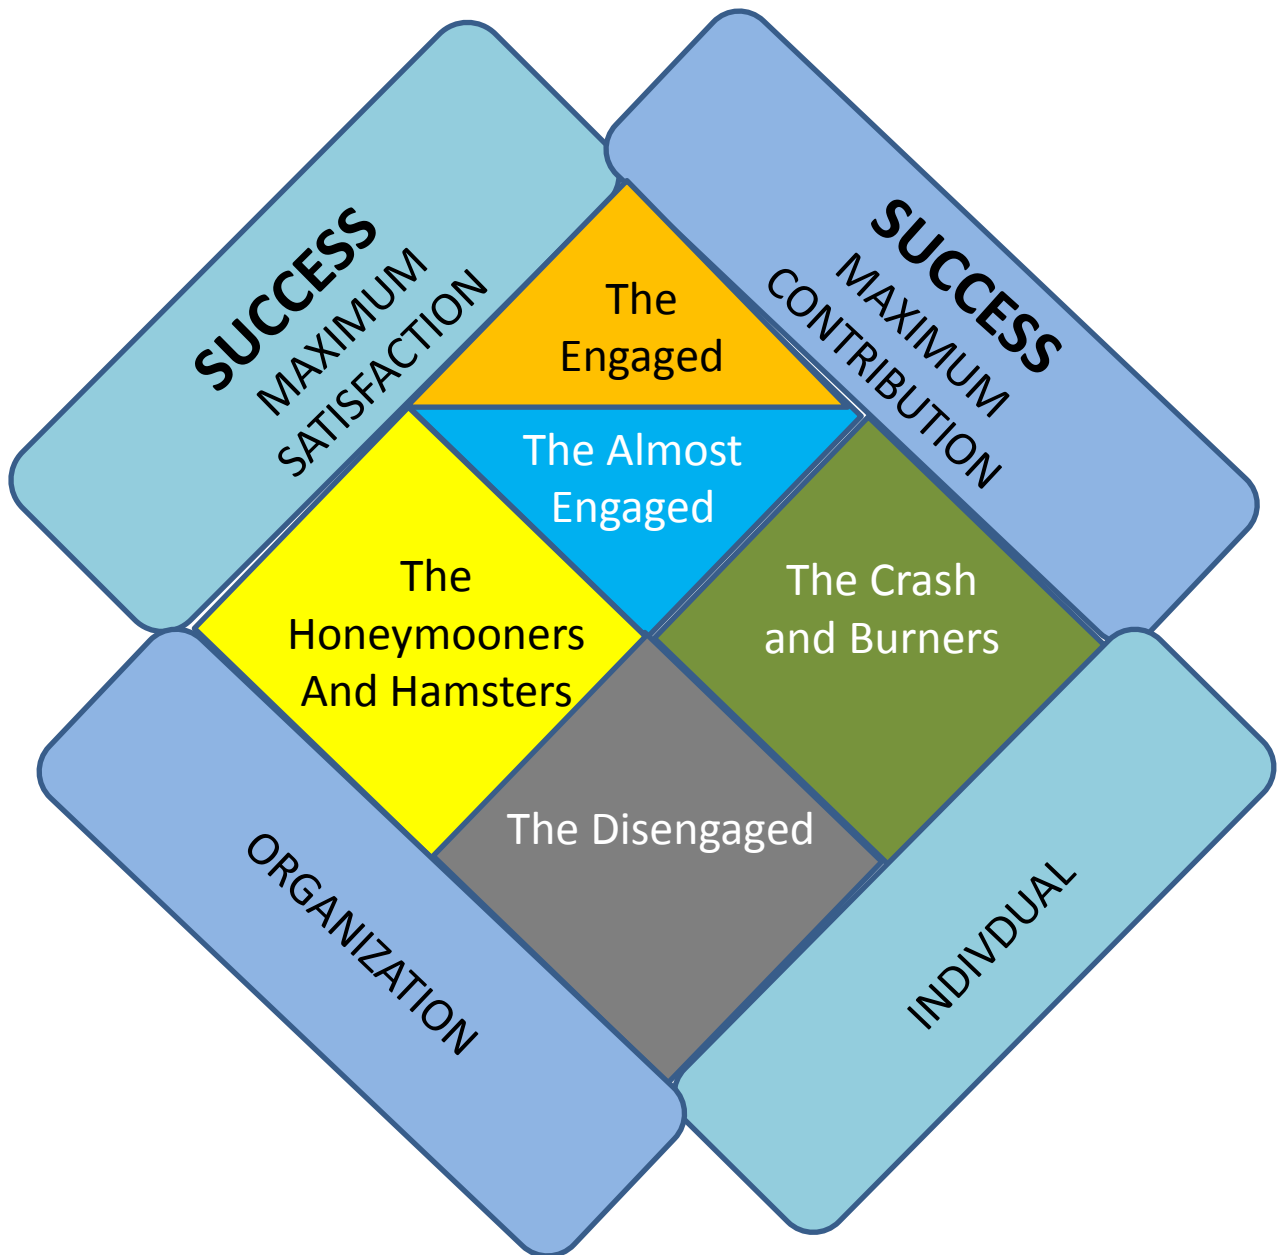 SUCCESS
MAXIMUM
SATISFACTION
SUCCESS
MAXIMUM
CONTRIBUTION
The
Engaged
The Almost
Engaged
The
Honeymooners
And Hamsters
The Crash
and Burners
The Disengaged
ORGANIZATION
INDIVDUAL